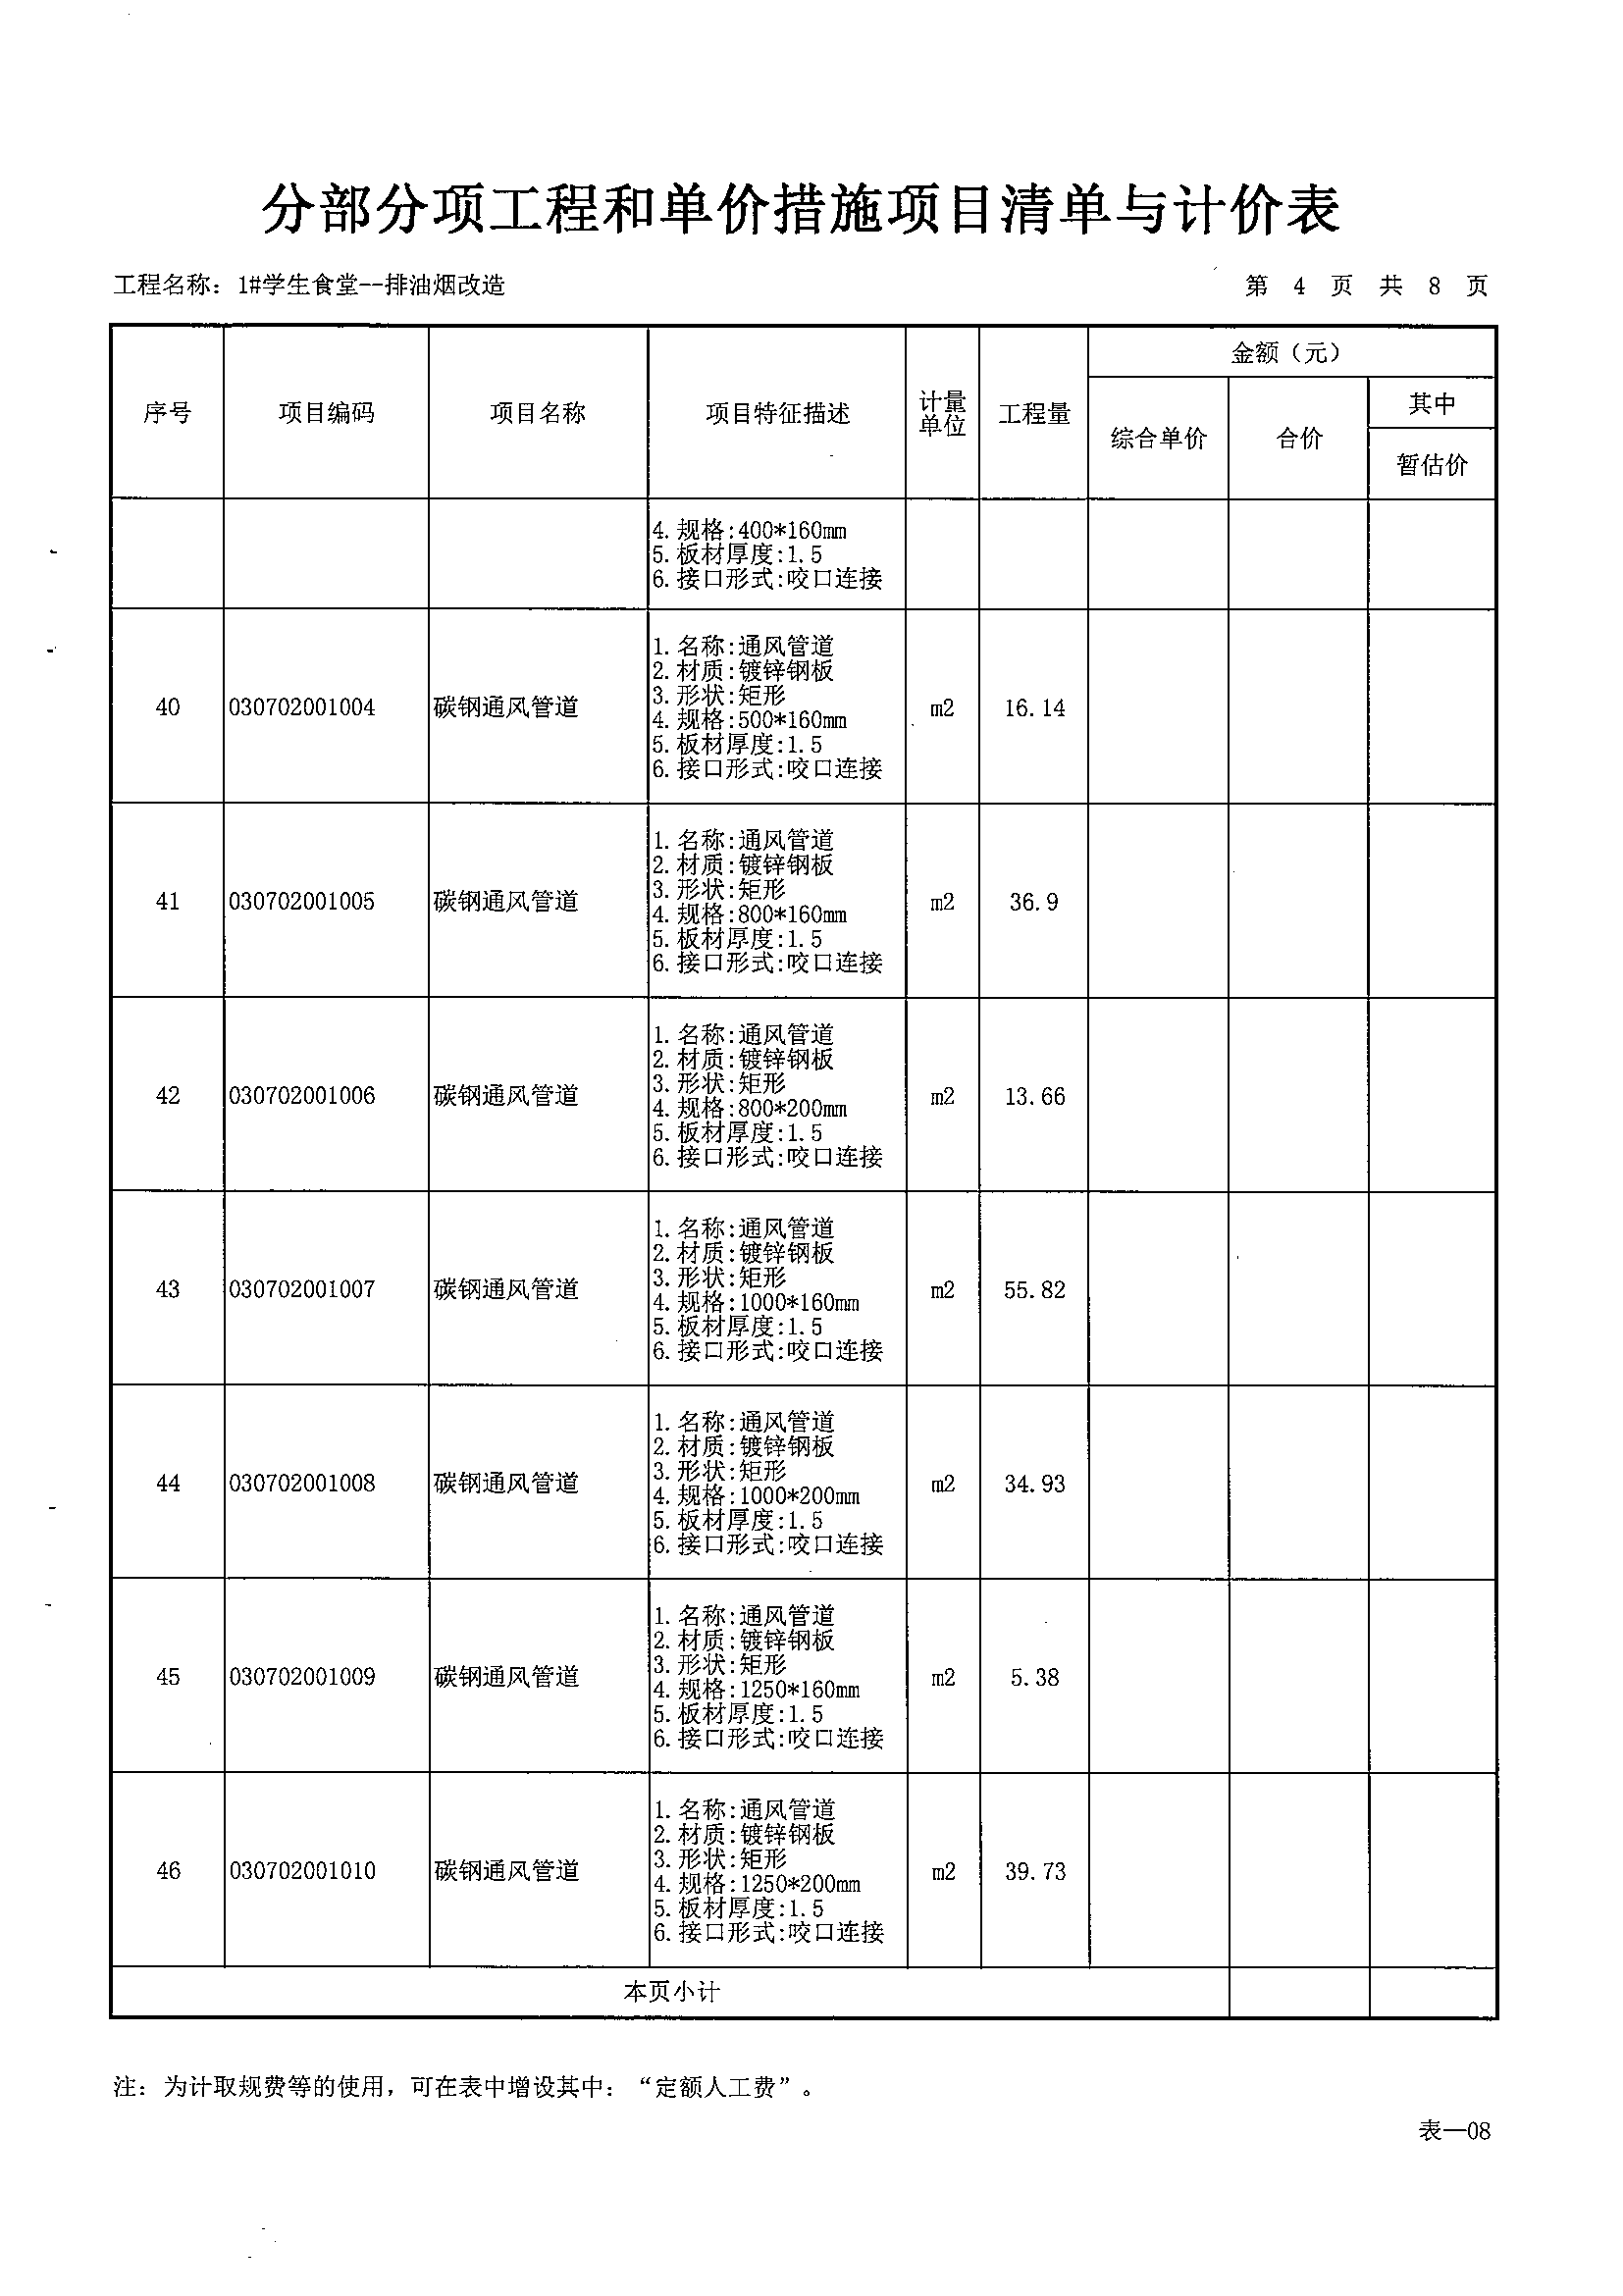 分部分项工程和单价措施项目清单与计价表
工程名称：1#学生食堂--排油烟改造 第 4 页 共 8 页
序号 项目编码 项目名称 项目特征描述 计量单位 工程量 金额（元）
综合单价 合价 其中
暂估价
4. 规格:400*160mm
5. 板材厚度:1.5
6. 接口形式:咬口连接
40 030702001004 碳钢通风管道 m2 16.14
1. 名称:通风管道
2. 材质:镀锌钢板
3. 形状:矩形
4. 规格:500*160mm
5. 板材厚度:1.5
6. 接口形式:咬口连接
41 030702001005 碳钢通风管道 m2 36.9
1. 名称:通风管道
2. 材质:镀锌钢板
3. 形状:矩形
4. 规格:800*160mm
5. 板材厚度:1.5
6. 接口形式:咬口连接
42 030702001006 碳钢通风管道 m2 13.66
1. 名称:通风管道
2. 材质:镀锌钢板
3. 形状:矩形
4. 规格:800*200mm
5. 板材厚度:1.5
6. 接口形式:咬口连接
43 030702001007 碳钢通风管道 m2 55.82
1. 名称:通风管道
2. 材质:镀锌钢板
3. 形状:矩形
4. 规格:1000*160mm
5. 板材厚度:1.5
6. 接口形式:咬口连接
44 030702001008 碳钢通风管道 m2 34.93
1. 名称:通风管道
2. 材质:镀锌钢板
3. 形状:矩形
4. 规格:1000*200mm
5. 板材厚度:1.5
6. 接口形式:咬口连接
45 030702001009 碳钢通风管道 m2 5.38
1. 名称:通风管道
2. 材质:镀锌钢板
3. 形状:矩形
4. 规格:1250*160mm
5. 板材厚度:1.5
6. 接口形式:咬口连接
46 030702001010 碳钢通风管道 m2 39.73
1. 名称:通风管道
2. 材质:镀锌钢板
3. 形状:矩形
4. 规格:1250*200mm
5. 板材厚度:1.5
6. 接口形式:咬口连接
本页小计
注：为计取规费等的使用，可在表中增设其中：“定额人工费”。
表—08